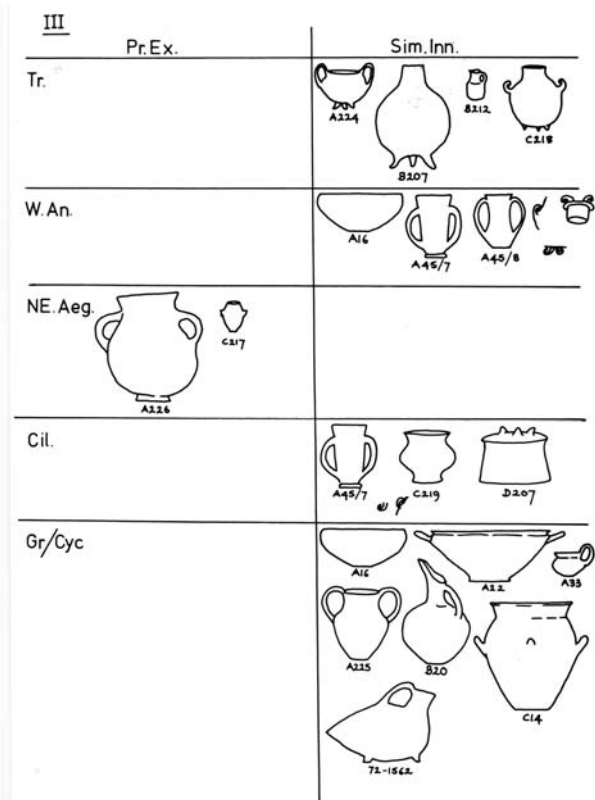 III
Pr.Ex. Sim.Inn.
Tr.
A224
B207
B212
C218
W.An.
A16
A45/7
A45/8
NE.Aeg.
A226
C217
Cil.
A45/7
C219
D207
Gr/Cyc
A16
A22
A33
A225
B20
C14
72-1562